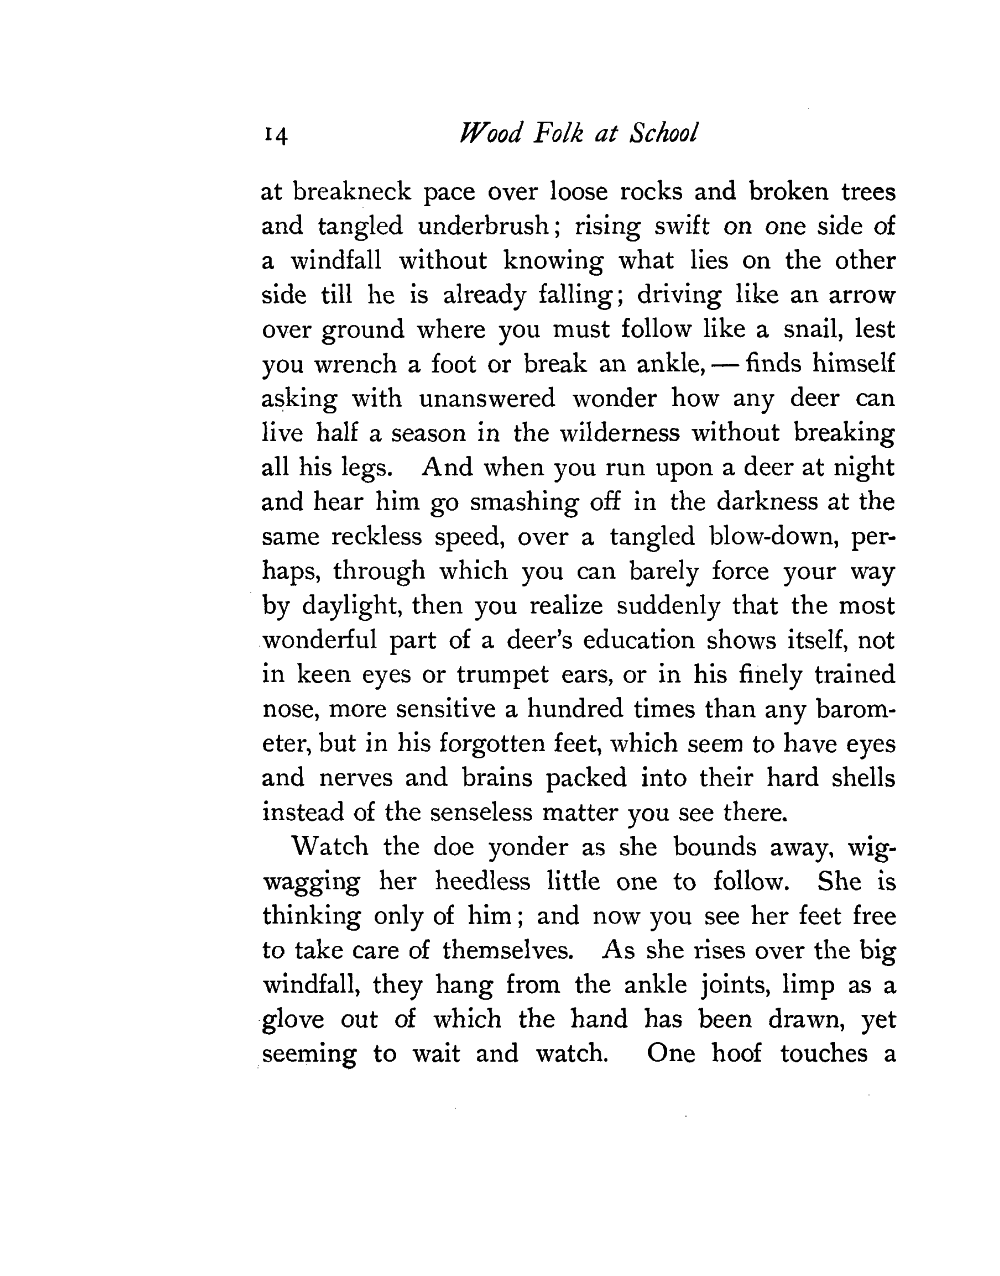 14 Wood Folk at School
at breakneck pace over loose rocks and broken trees
and tangled underbrush; rising swift on one side of
a windfall without knowing what lies on the other
side till he is already falling; driving like an arrow
over ground where you must follow like a snail, lest
you wrench a foot or break an ankle, — finds himself
asking with unanswered wonder how any deer can
live half a season in the wilderness without breaking
all his legs. And when you run upon a deer at night
and hear him go smashing off in the darkness at the
same reckless speed, over a tangled blow-down, per-
haps, through which you can barely force your way
by daylight, then you realize suddenly that the most
wonderful part of a deer's education shows itself, not
in keen eyes or trumpet ears, or in his finely trained
nose, more sensitive a hundred times than any barom-
eter, but in his forgotten feet, which seem to have eyes
and nerves and brains packed into their hard shells
instead of the senseless matter you see there.
Watch the doe yonder as she bounds away, wig-
wagging her heedless little one to follow. She is
thinking only of him; and now you see her feet free
to take care of themselves. As she rises over the big
windfall, they hang from the ankle joints, limp as a
glove out of which the hand has been drawn, yet
seeming to wait and watch. One hoof touches a